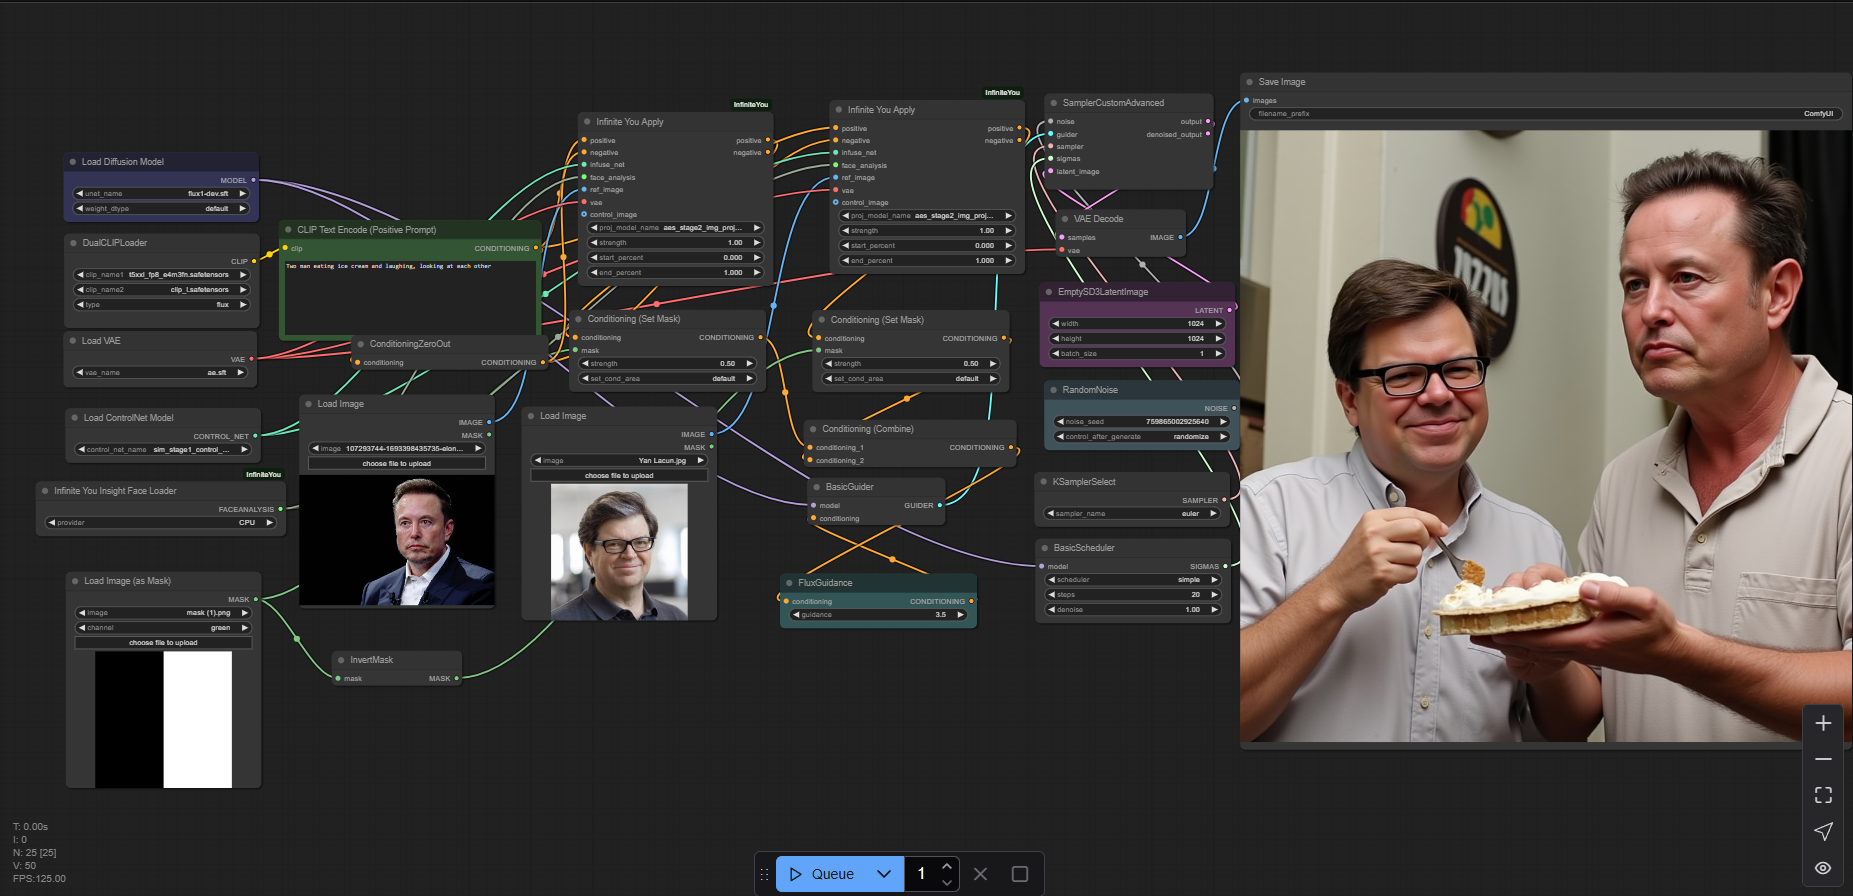 Load Diffusion Model
MODEL
unet_name flux1-dev.sft
weight_dtype default
DualCLIPLoader
CLIP
clip_name1 t5xxl_fp8_e4m3fn.safetensors
clip_name2 clip_l.safetensors
type flux
Load VAE
VAE
vae_name ae.sft
Load ControlNet Model
CONTROL_NET
control_net_name sim_stage1_control_...
InfiniteYou
Infinite You Insight Face Loader
FACEANALYSIS
provider CPU
Load Image (as Mask)
MASK
image mask (1).png
channel green
choose file to upload
CLIP Text Encode (Positive Prompt)
clip CONDITIONING
Two man eating ice cream and laughing, looking at each other
ConditioningZeroOut
conditioning CONDITIONING
Load Image
IMAGE
MASK
image 107293744-1693398435735-elon...
choose file to upload
InvertMask
mask MASK
Load Image
IMAGE
MASK
image Yan Lacun.jpg
choose file to upload
InfiniteYou
Infinite You Apply
positive positive
negative negative
infuse_net
face_analysis
ref_image
vae
control_image
proj_model_name aes_stage2_img_proj...
strength 1.00
start_percent 0.000
end_percent 1.000
Conditioning (Set Mask)
conditioning CONDITIONING
mask
strength 0.50
set_cond_area default
InfiniteYou
Infinite You Apply
positive positive
negative negative
infuse_net
face_analysis
ref_image
vae
control_image
proj_model_name aes_stage2_img_proj...
strength 1.00
start_percent 0.000
end_percent 1.000
Conditioning (Set Mask)
conditioning CONDITIONING
mask
strength 0.50
set_cond_area default
Conditioning (Combine)
conditioning_1 CONDITIONING
conditioning_2
BasicGuider
model GUIDER
conditioning
FluxGuidance
conditioning CONDITIONING
guidance 3.5
SamplerCustomAdvanced
noise output
guider denoised_output
sampler
sigmas
latent_image
VAE Decode
samples IMAGE
vae
EmptySD3LatentImage
LATENT
width 1024
height 1024
batch_size 1
RandomNoise
NOISE
noise_seed 759865002925640
control_after_generate randomize
KSamplerSelect
SAMPLER
sampler_name euler
BasicScheduler
model SIGMAS
scheduler simple
steps 20
denoise 1.00
Save Image
images
filename_prefix ComfyUI
T: 0.00s
I: 0
N: 25 [25]
V: 50
FPS:125.00
Queue 1